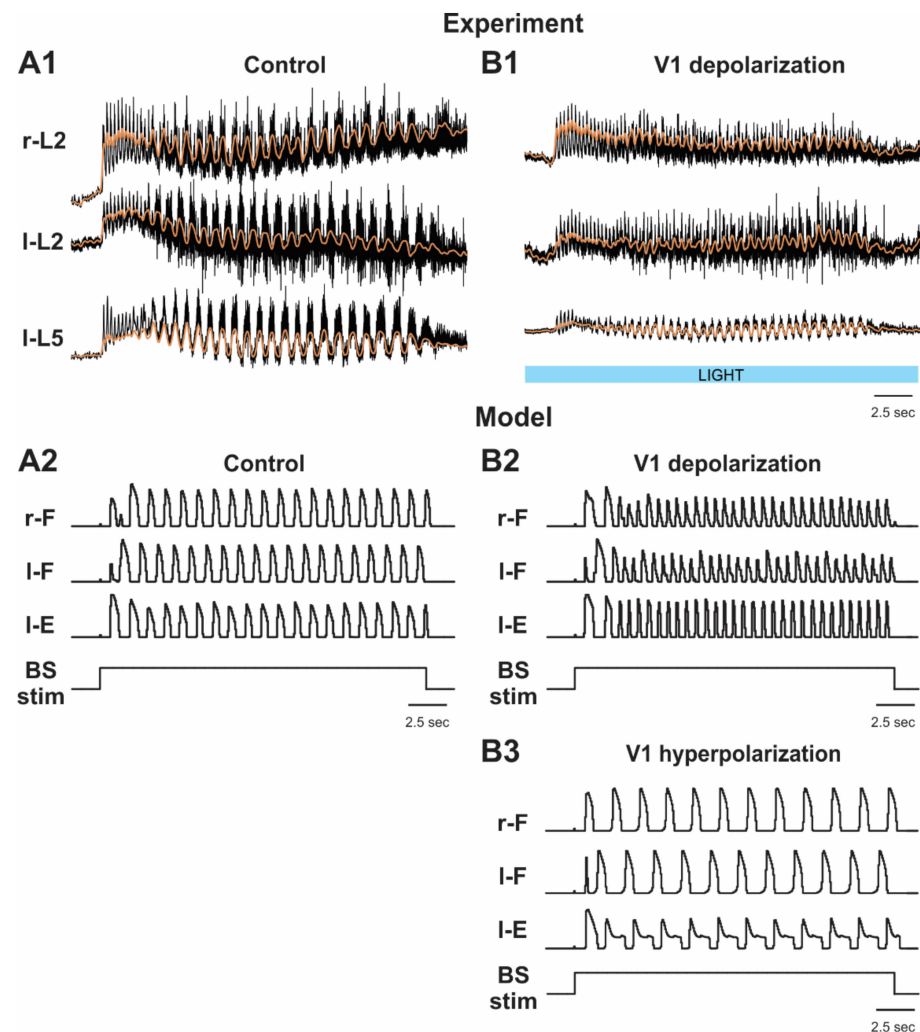 Experiment
A1 Control
B1 V1 depolarization
r-L2
l-L2
l-L5
LIGHT
2.5 sec
Model
A2 Control
B2 V1 depolarization
r-F
l-F
l-E
BS
stim
2.5 sec
r-F
l-F
l-E
BS
stim
2.5 sec
B3 V1 hyperpolarization
r-F
l-F
l-E
BS
stim
2.5 sec